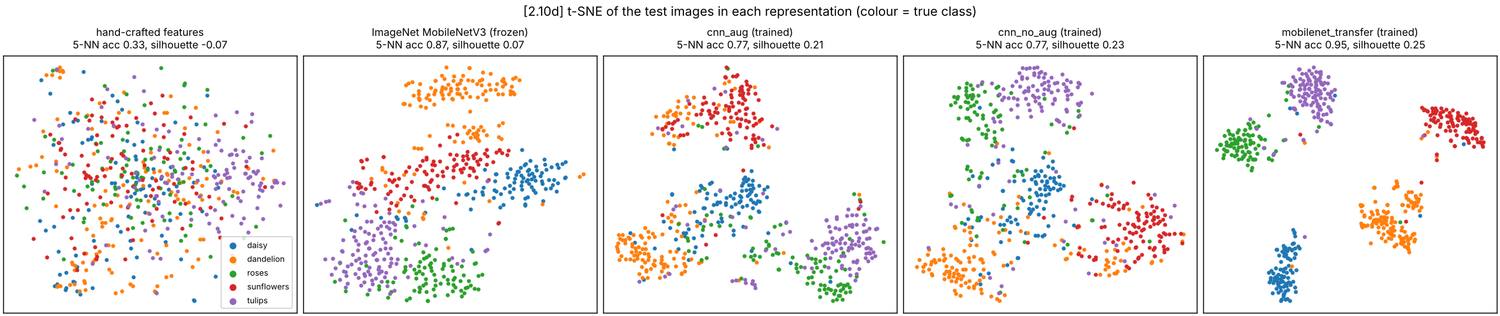 [2.10d] t-SNE of the test images in each representation (colour = true class)
hand-crafted features
5-NN acc 0.33, silhouette -0.07
daisy
dandelion
roses
sunflowers
tulips
ImageNet MobileNetV3 (frozen)
5-NN acc 0.87, silhouette 0.07
cnn_aug (trained)
5-NN acc 0.77, silhouette 0.21
cnn_no_aug (trained)
5-NN acc 0.77, silhouette 0.23
mobilenet_transfer (trained)
5-NN acc 0.95, silhouette 0.25